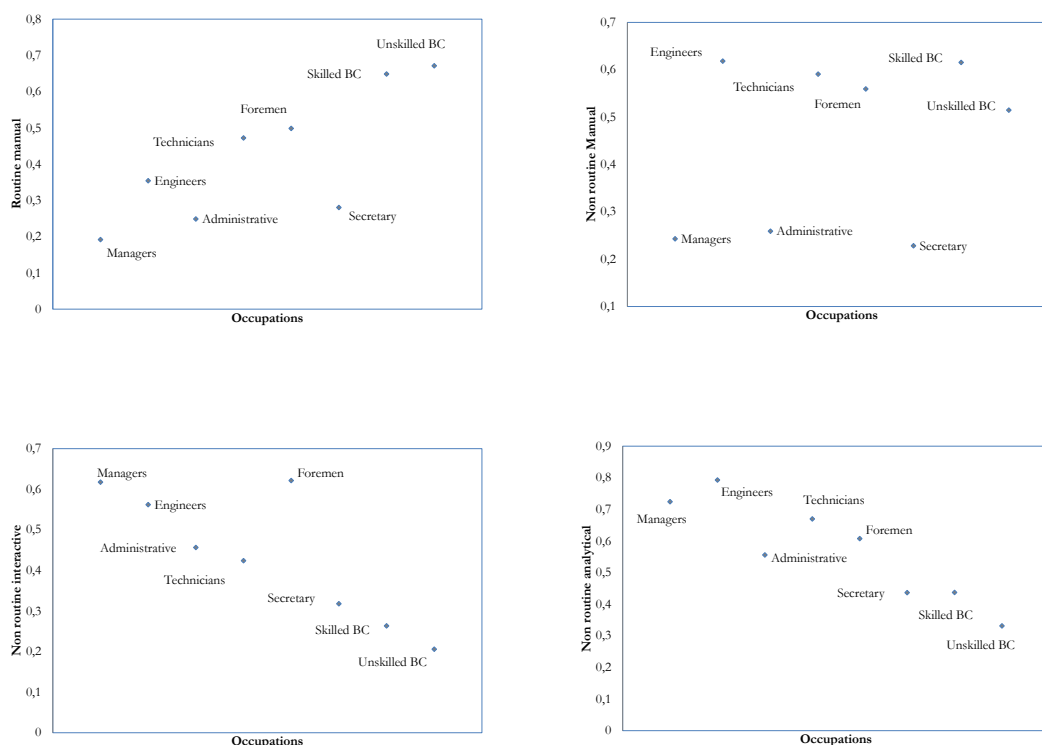 0,8
0,7
0,6
0,5
0,4
0,3
0,2
0,1
0
Routine manual
Unskilled BC
Skilled BC
Foremen
Technicians
Engineers
Administrative
Secretary
Managers
Occupations
0,7
0,6
0,5
0,4
0,3
0,2
0,1
Non routine Manual
Engineers
Skilled BC
Technicians
Foremen
Unskilled BC
Managers
Administrative
Secretary
Occupations
0,7
0,6
0,5
0,4
0,3
0,2
0,1
0
Non routine interactive
Managers
Foremen
Engineers
Administrative
Technicians
Secretary
Skilled BC
Unskilled BC
Occupations
0,9
0,8
0,7
0,6
0,5
0,4
0,3
0,2
0,1
0
Non routine analytical
Engineers
Technicians
Managers
Foremen
Administrative
Secretary
Skilled BC
Unskilled BC
Occupations